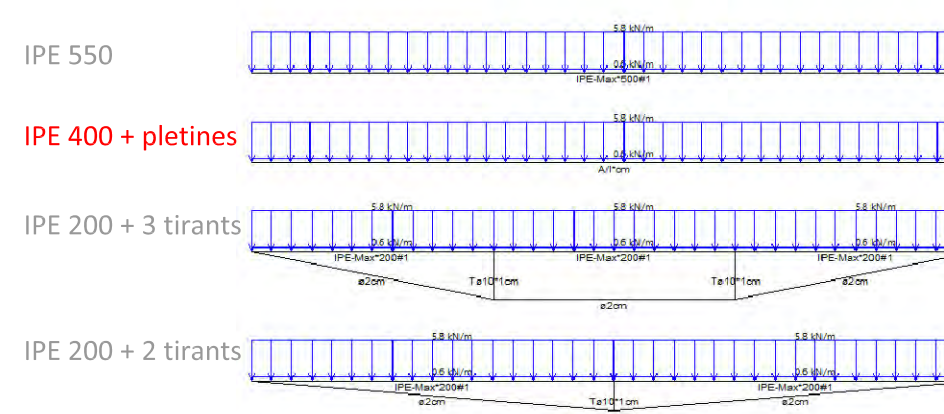 5.8 kN/m
IPE 550
0.6 kN/m
IPE-Max*500#1
5.8 kN/m
IPE 400 + pletines
0.6 kN/m
A/I*cm
5.8 kN/m 5.8 kN/m 5.8 kN/m
IPE 200 + 3 tirants
0.6 kN/m 0.6 kN/m 0.6 kN/m
IPE-Max*200#1 IPE-Max*200#1 IPE-Max*200#1
ø2cm Tø10*1cm Tø10*1cm ø2cm
ø2cm
5.8 kN/m 5.8 kN/m
IPE 200 + 2 tirants
0.6 kN/m 0.6 kN/m
IPE-Max*200#1 IPE-Max*200#1
ø2cm Tø10*1cm ø2cm